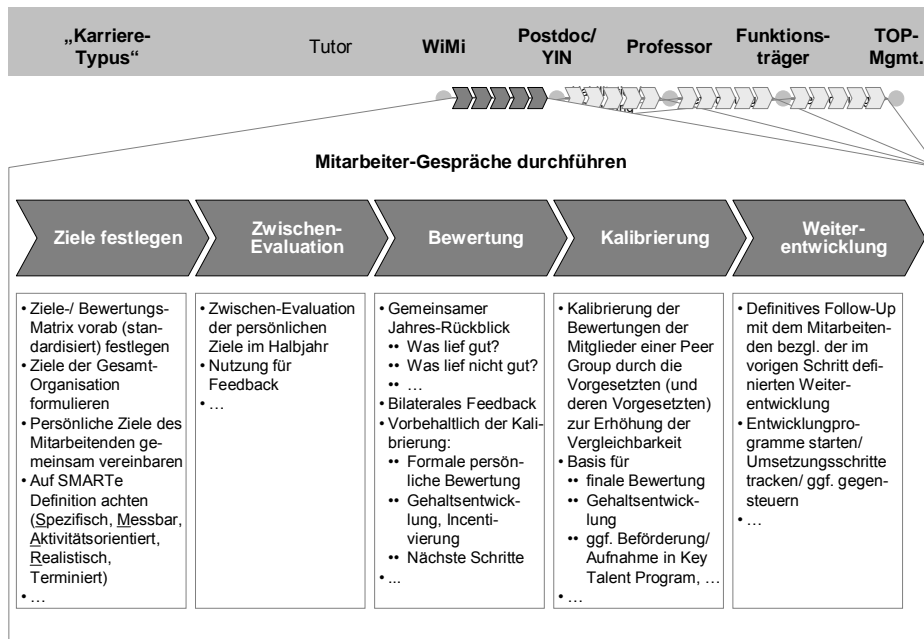 „Karriere-
Typus“
Tutor
WiMi
Postdoc/
YIN
Professor
Funktions-
träger
TOP-
Mgmt.
Mitarbeiter-Gespräche durchführen
Ziele festlegen
Zwischen-
Evaluation
Bewertung
Kalibrierung
Weiter-
entwicklung
• Ziele-/ Bewertungs-
Matrix vorab (stan-
dardisiert) festlegen
• Ziele der Gesamt-
Organisation
formulieren
• Persönliche Ziele des
Mitarbeitenden ge-
meinsam vereinbaren
• Auf SMARTe
Definition achten
(Spezifisch, Messbar,
Aktivitätsorientiert,
Realistisch,
Terminiert)
• …
• Zwischen-Evaluation
der persönlichen
Ziele im Halbjahr
• Nutzung für
Feedback
• …
• Gemeinsamer
Jahres-Rückblick
•• Was lief gut?
•• Was lief nicht gut?
•• …
• Bilaterales Feedback
• Vorbehaltlich der Kali-
brierung:
•• Formale persön-
liche Bewertung
•• Gehaltsentwick-
lung, Incenti-
vierung
•• Nächste Schritte
• ...
• Kalibrierung der
Bewertungen der
Mitglieder einer Peer
Group durch die
Vorgesetzten (und
deren Vorgesetzten)
zur Erhöhung der
Vergleichbarkeit
• Basis für
•• finale Bewertung
•• Gehaltsentwick-
lung
•• ggf. Beförderung/
Aufnahme in Key
Talent Program, …
• …
• Definitives Follow-Up
mit dem Mitarbeiten-
den bezgl. der im
vorigen Schritt defi-
nierten Weiter-
entwicklung
• Entwicklungpro-
gramme starten/
Umsetzungsschritte
tracken/ ggf. gegen-
steuern
• …